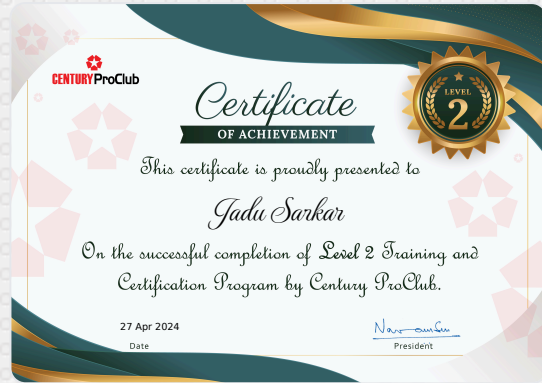 CENTURY ProClub
Certificate
OF ACHIEVEMENT
LEVEL
2
This certificate is proudly presented to
Jadu Sarkar
On the successful completion of Level 2 Training and
Certification Program by Century ProClub.
27 Apr 2024
Date
President